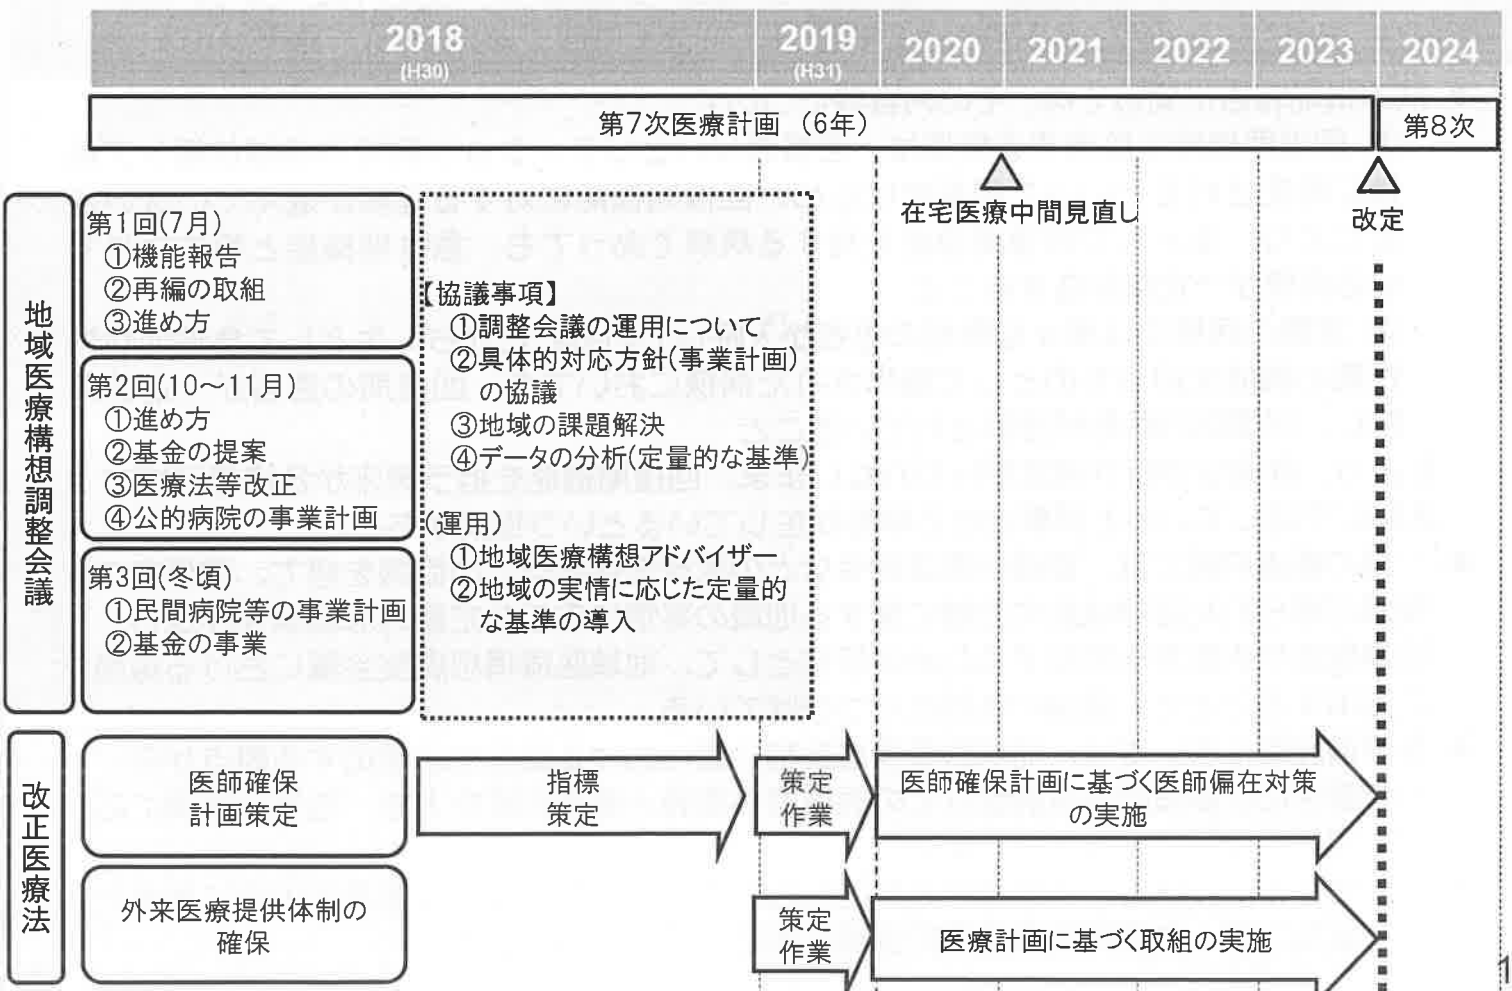 2018
(H30)
2019
(H31)
2020
2021
2022
2023
2024
第7次医療計画（6年）
第8次
在宅医療中間見直し
改定
地域医療構想調整会議
第1回(7月)
①機能報告
②再編の取組
③進め方
第2回(10～11月)
①進め方
②基金の提案
③医療法等改正
④公的病院の事業計画
第3回(冬頃)
①民間病院等の事業計画
②基金の事業
【協議事項】
①調整会議の運用について
②具体的対応方針(事業計画)
の協議
③地域の課題解決
④データの分析(定量的な基準)
(運用)
①地域医療構想アドバイザー
②地域の実情に応じた定量的
な基準の導入
改正医療法
医師確保
計画策定
指標
策定
策定
作業
医師確保計画に基づく医師偏在対策
の実施
外来医療提供体制の
確保
策定
作業
医療計画に基づく取組の実施
1